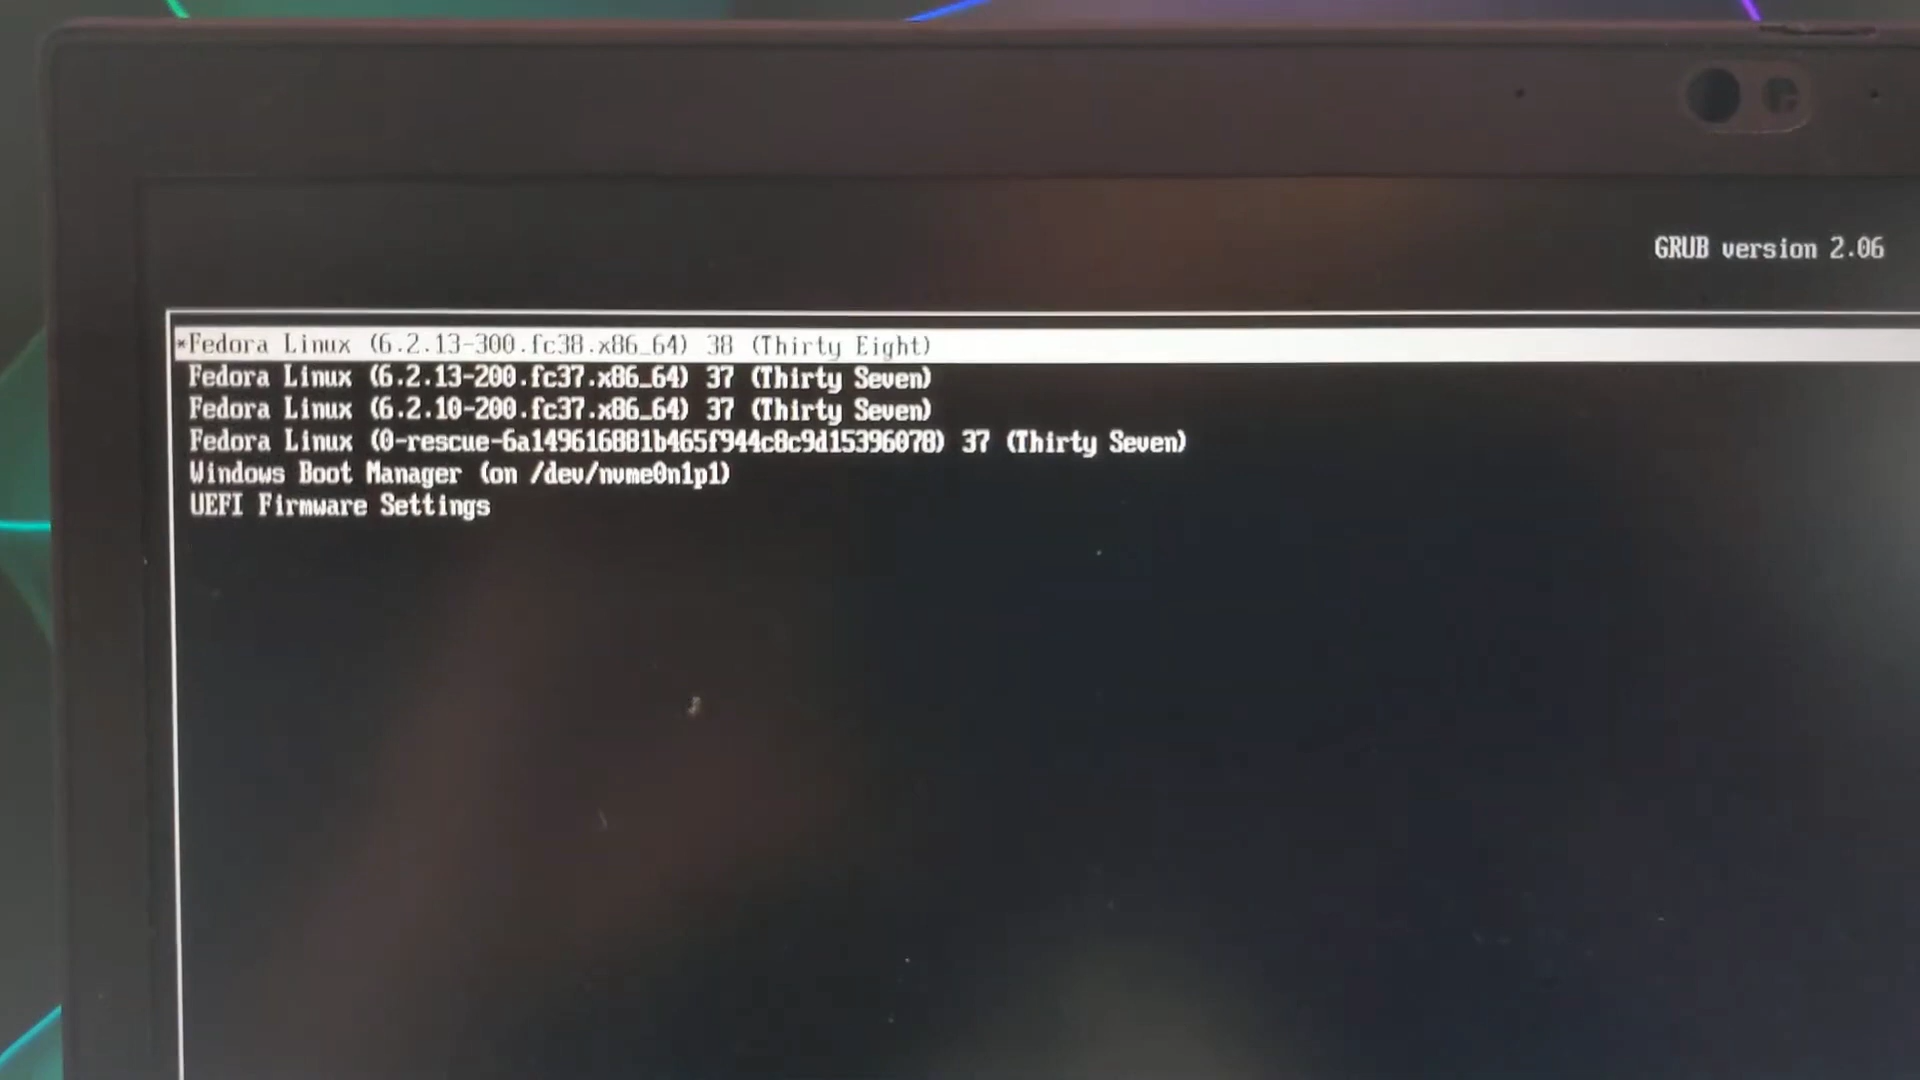 GRUB version 2.06
*Fedora Linux (6.2.13-300.fc38.x86_64) 38 (Thirty Eight)
Fedora Linux (6.2.13-200.fc37.x86_64) 37 (Thirty Seven)
Fedora Linux (6.2.10-200.fc37.x86_64) 37 (Thirty Seven)
Fedora Linux (0-rescue-6a149616881b465f944c8c9d15396078) 37 (Thirty Seven)
Windows Boot Manager (on /dev/nvme0n1p1)
UEFI Firmware Settings